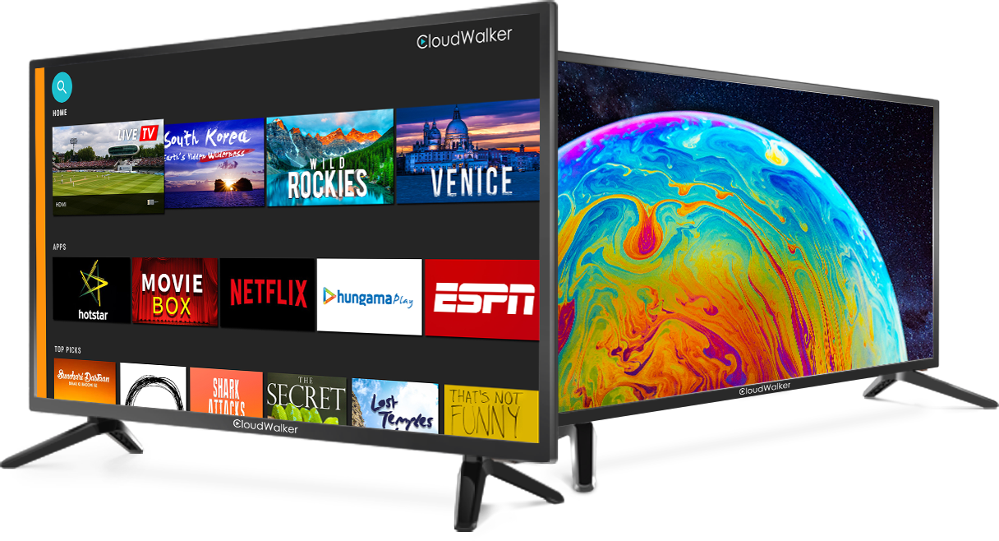 CloudWalker
HOME
LIVE TV
HDMI
South Korea
Earth's Hidden Wilderness
WILD
ROCKIES
VENICE
APPS
hotstar
MOVIE
BOX
NETFLIX
hungama Play
ESPN
TOP PICKS
Sunehari Dastaan
SHARK
ATTACKS
THE
SECRET
Lost
Temples
THAT'S NOT
FUNNY
CloudWalker
CloudWalker